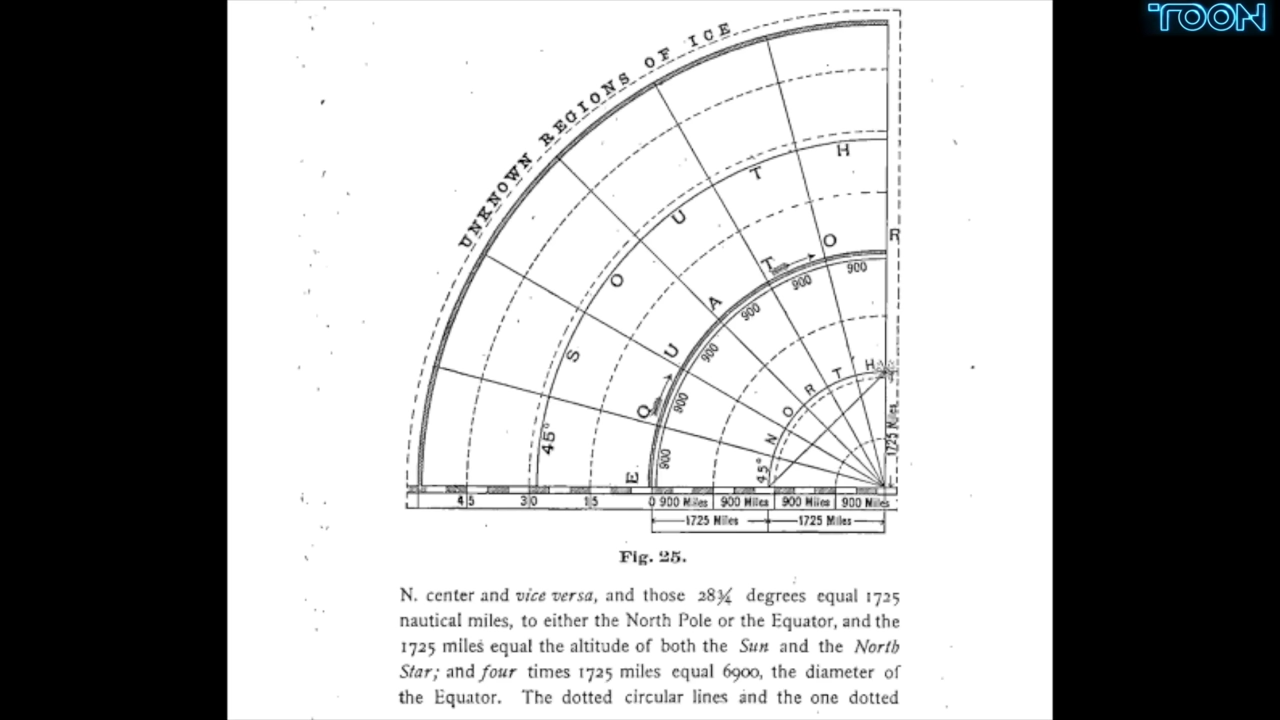 TOON
UNKNOWN REGIONS OF ICE
SOUTH
EQUATOR
NORTH
900
900
900
900
900
900
45°
45°
1725 Miles
45 30 15 0 900 Miles 900 Miles 900 Miles 900 Miles
1725 Miles 1725 Miles
Fig. 25.
N. center and vice versa, and those 28¾ degrees equal 1725
nautical miles, to either the North Pole or the Equator, and the
1725 miles equal the altitude of both the Sun and the North
Star; and four times 1725 miles equal 6900, the diameter of
the Equator. The dotted circular lines and the one dotted